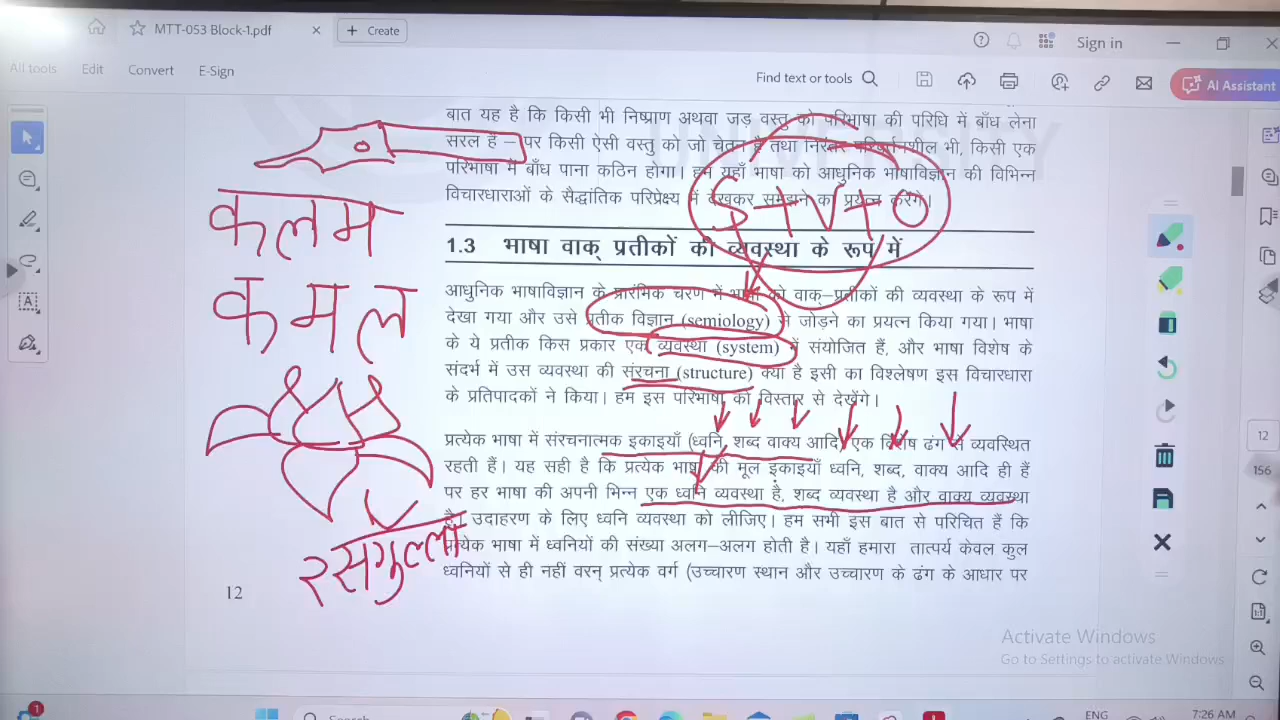 MTT-053 Block-1.pdf
Create
Sign in
All tools
Edit
Convert
E-Sign
Find text or tools
AI Assistant
बात यह है कि किसी भी निष्प्राण अथवा जड़ वस्तु को परिभाषा की परिधि में बाँध लेना
सरल है – पर किसी ऐसी वस्तु को जो चेतन है तथा निरंतर परिवर्तनशील भी, किसी एक
परिभाषा में बाँध पाना कठिन होगा। हम यहाँ भाषा को आधुनिक भाषाविज्ञान की विभिन्न
विचारधाराओं के सैद्धांतिक परिप्रेक्ष्य में देखकर समझने का प्रयत्न करेंगे।
S+V+O
कलम
कमल
1.3 भाषा वाक् प्रतीकों की व्यवस्था के रूप में
आधुनिक भाषाविज्ञान के प्रारंभिक चरण में भाषा को वाक्-प्रतीकों की व्यवस्था के रूप में
देखा गया और उसे प्रतीक विज्ञान (semiology) से जोड़ने का प्रयत्न किया गया। भाषा
के ये प्रतीक किस प्रकार एक व्यवस्था (system) में संयोजित हैं, और भाषा विशेष के
संदर्भ में उस व्यवस्था की संरचना (structure) क्या है इसी का विश्लेषण इस विचारधारा
के प्रतिपादकों ने किया। हम इस परिभाषा को विस्तार से देखेंगे।
प्रत्येक भाषा में संरचनात्मक इकाइयाँ (ध्वनि, शब्द वाक्य आदि) एक विशेष ढंग से व्यवस्थित
रहती हैं। यह सही है कि प्रत्येक भाषा की मूल इंकाइयाँ ध्वनि, शब्द, वाक्य आदि ही हैं
पर हर भाषा की अपनी भिन्न एक ध्वनि व्यवस्था है, शब्द व्यवस्था है और वाक्य व्यवस्था
है। उदाहरण के लिए ध्वनि व्यवस्था को लीजिए। हम सभी इस बात से परिचित हैं कि
प्रत्येक भाषा में ध्वनियों की संख्या अलग–अलग होती है। यहाँ हमारा तात्पर्य केवल कुल
ध्वनियों से ही नहीं वरन् प्रत्येक वर्ग (उच्चारण स्थान और उच्चारण के ढंग के आधार पर
रसगुल्ला
12
12
156
Activate Windows
Go to Settings to activate Windows
Search
ENG
7:26 AM